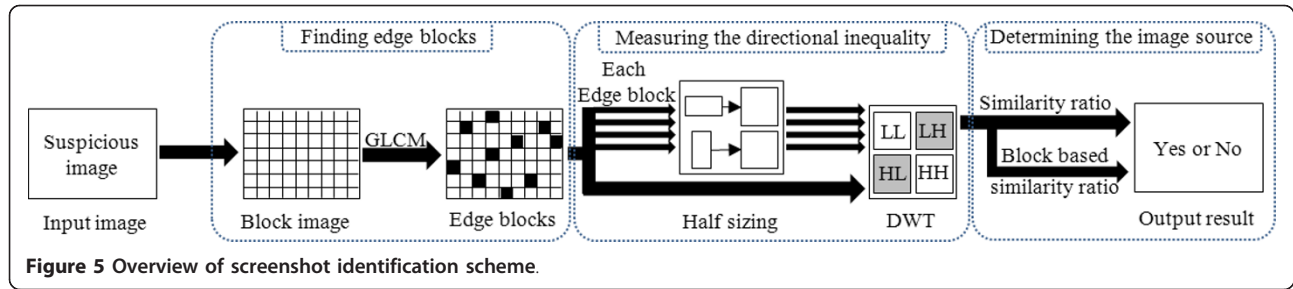 Finding edge blocks
Measuring the directional inequality
Determining the image source
Suspicious
image
Input image
Block image
GLCM
Edge blocks
Each
Edge block
Half sizing
LL
LH
HL
HH
DWT
Similarity ratio
Block based
similarity ratio
Yes or No
Output result
Figure 5 Overview of screenshot identification scheme.